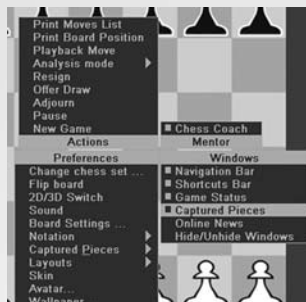 Print Moves List
Print Board Position
Playback Move
Analysis mode
Resign
Offer Draw
Adjourn
Pause
New Game
Actions
Chess Coach
Mentor
Preferences
Change chess set ...
Flip board
2D/3D Switch
Sound
Board Settings ...
Notation
Captured Pieces
Layouts
Skin
Avatar...
Wallpaper
Windows
Navigation Bar
Shortcuts Bar
Game Status
Captured Pieces
Online News
Hide/Unhide Windows